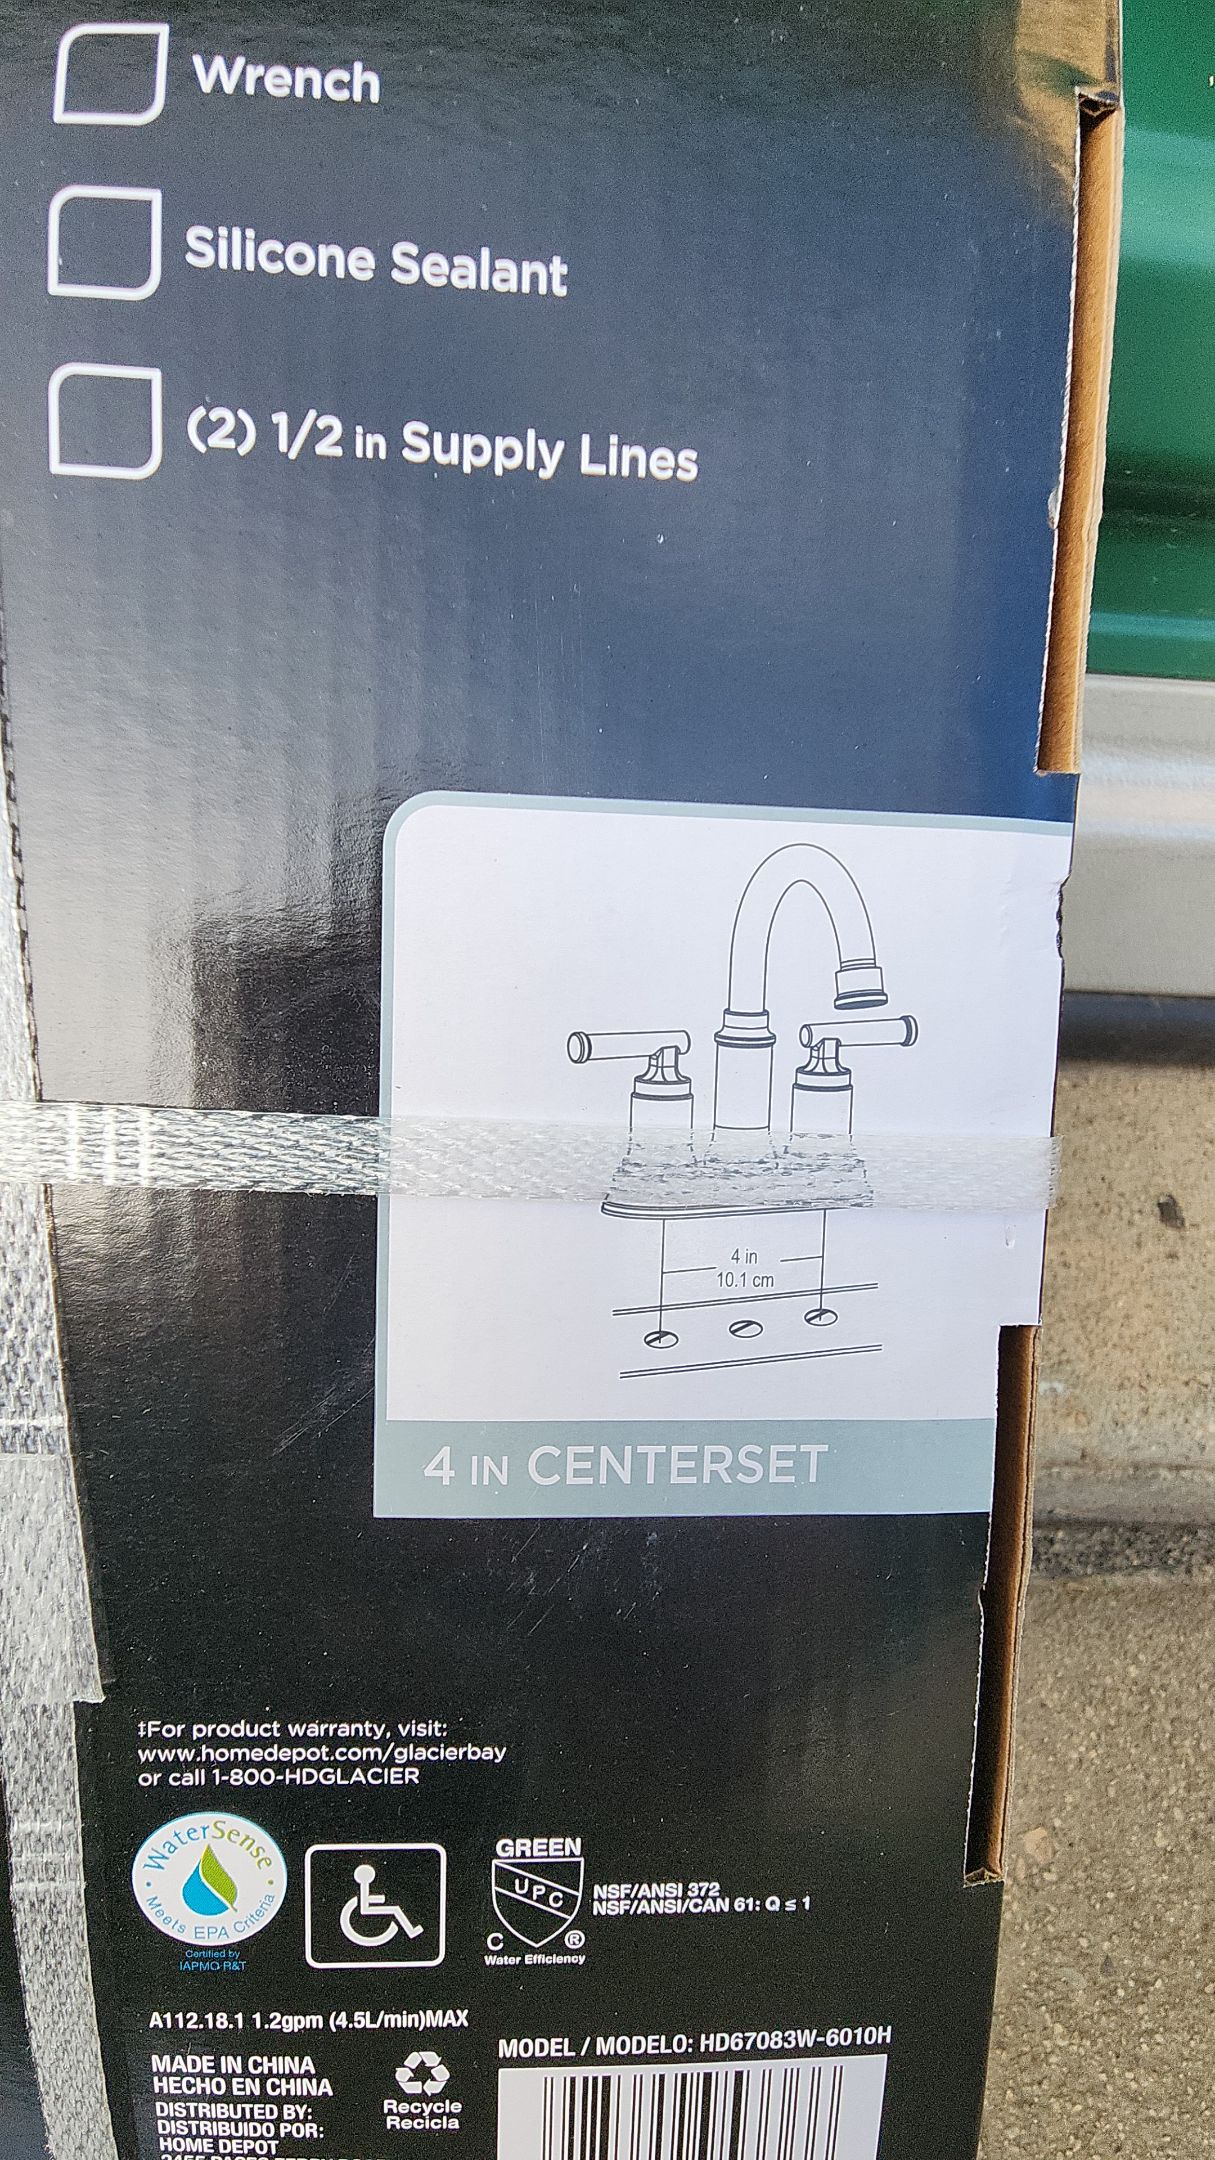 Wrench
Silicone Sealant
(2) 1/2 in Supply Lines
4 in
10.1 cm
4 IN CENTERSET
‡For product warranty, visit:
www.homedepot.com/glacierbay
or call 1-800-HDGLACIER
WaterSense
Meets EPA Criteria
Certified by
IAPMO R&T
GREEN
UPC
C ®
Water Efficiency
NSF/ANSI 372
NSF/ANSI/CAN 61: Q ≤ 1
A112.18.1 1.2gpm (4.5L/min)MAX
MADE IN CHINA
HECHO EN CHINA
DISTRIBUTED BY:
DISTRIBUIDO POR:
HOME DEPOT
Recycle
Recicla
MODEL / MODELO: HD67083W-6010H